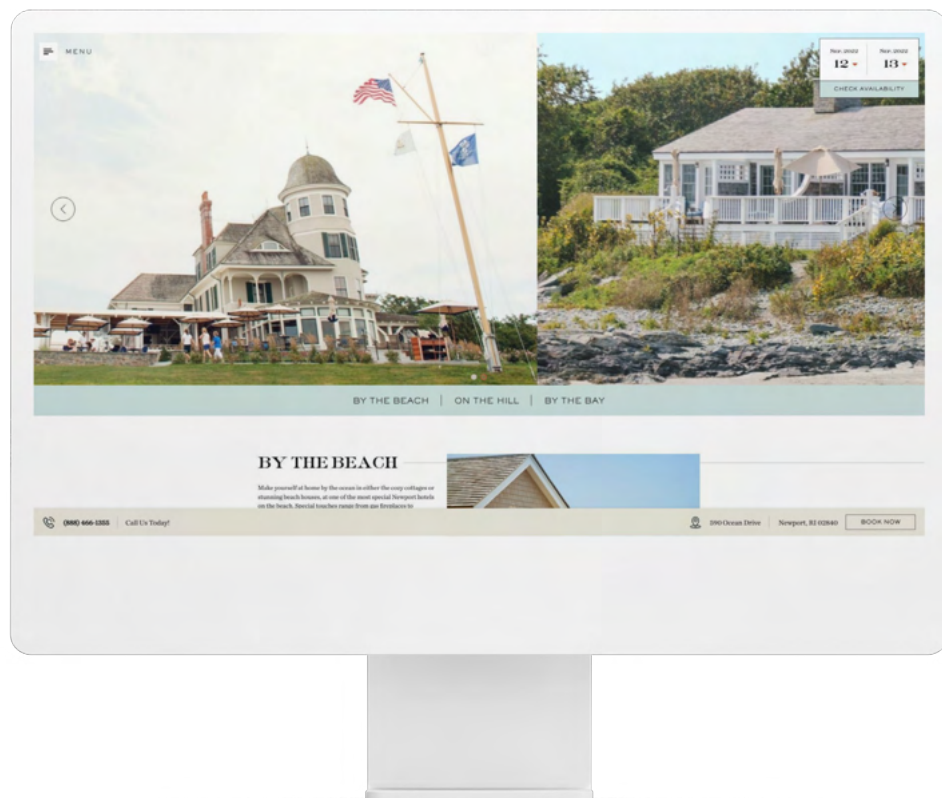 MENU
Nov. 2022 Nov. 2022
12 13
CHECK AVAILABILITY
BY THE BEACH | ON THE HILL | BY THE BAY
BY THE BEACH
Make yourself at home by the ocean in either the cozy cottages or
stunning beach houses, at one of the most special Newport hotels
on the beach. Special touches range from gas fireplaces to
(888) 466-1355 | Call Us Today!
590 Ocean Drive | Newport, RI 02840 BOOK NOW